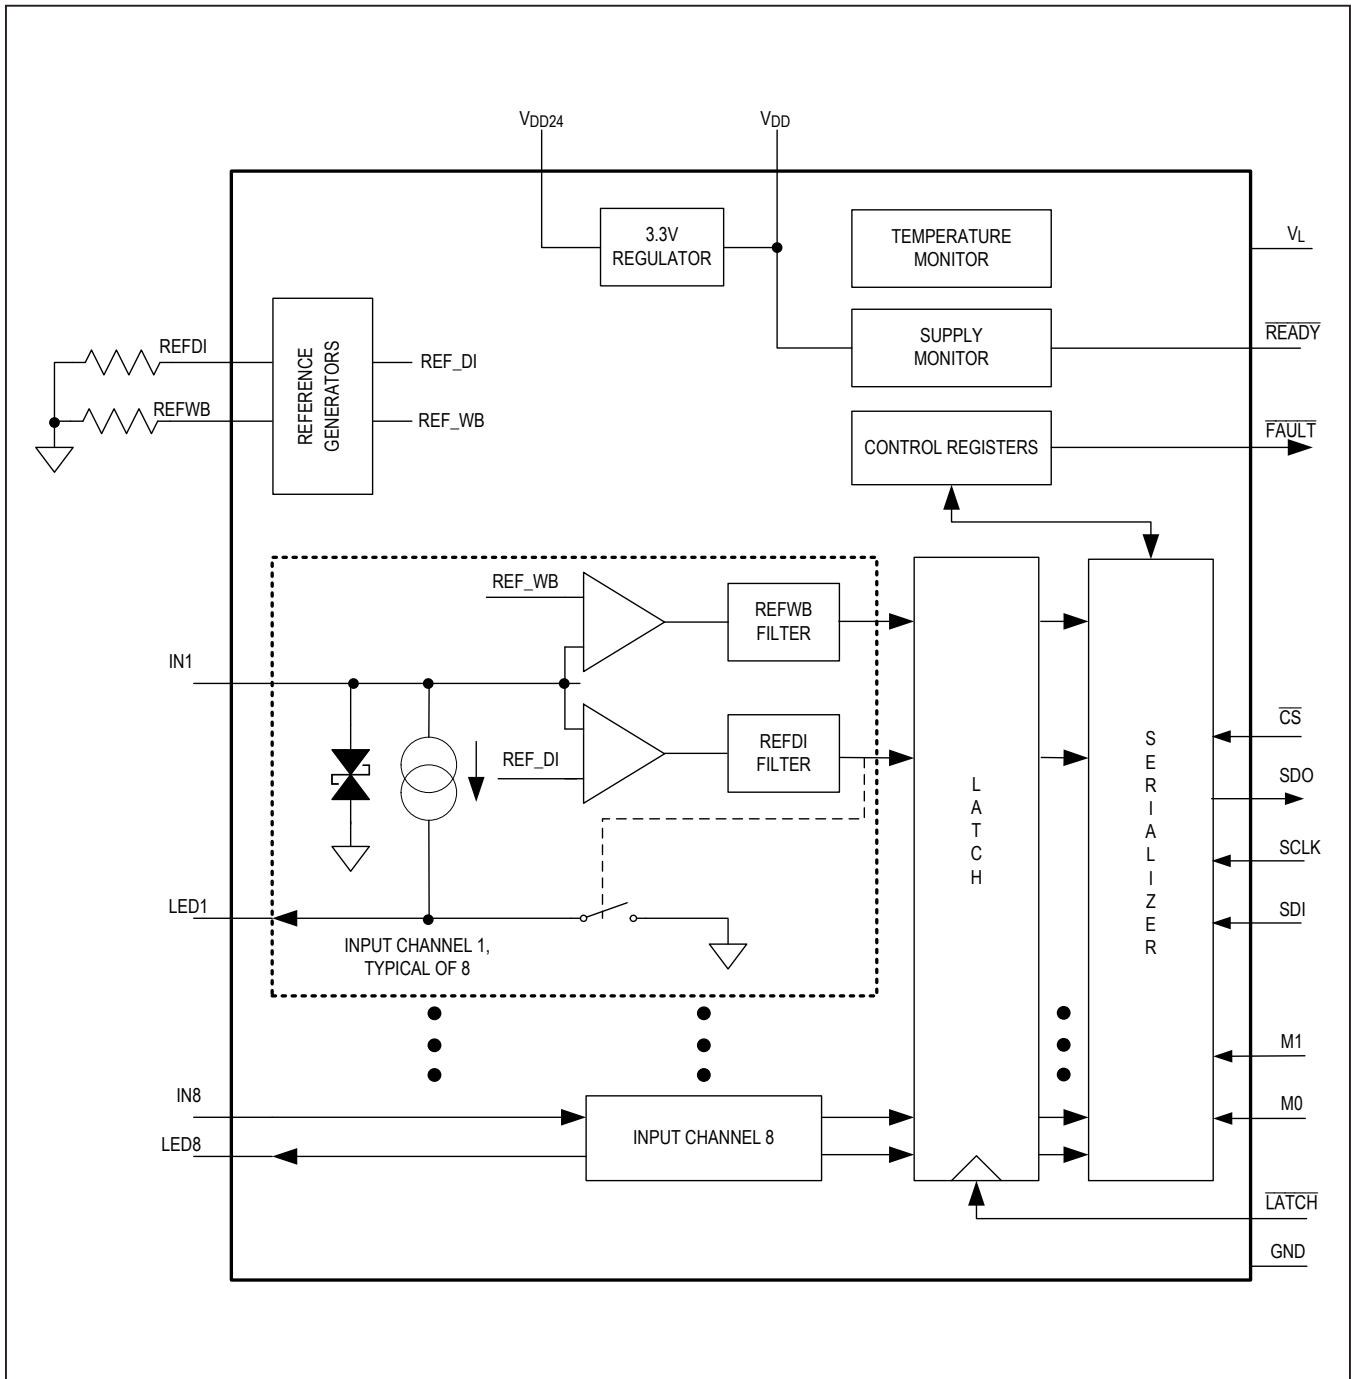 VDD24
VDD
3.3V
REGULATOR
TEMPERATURE
MONITOR
VL
SUPPLY
MONITOR
READY
REFDI
REFWB
REFERENCE
GENERATORS
REF_DI
REF_WB
CONTROL REGISTERS
FAULT
REF_WB
REFWB
FILTER
IN1
REF_DI
REFDI
FILTER
LED1
INPUT CHANNEL 1,
TYPICAL OF 8
LATCH
SERIALIZER
CS
SDO
SCLK
SDI
M1
M0
IN8
LED8
INPUT CHANNEL 8
LATCH
GND